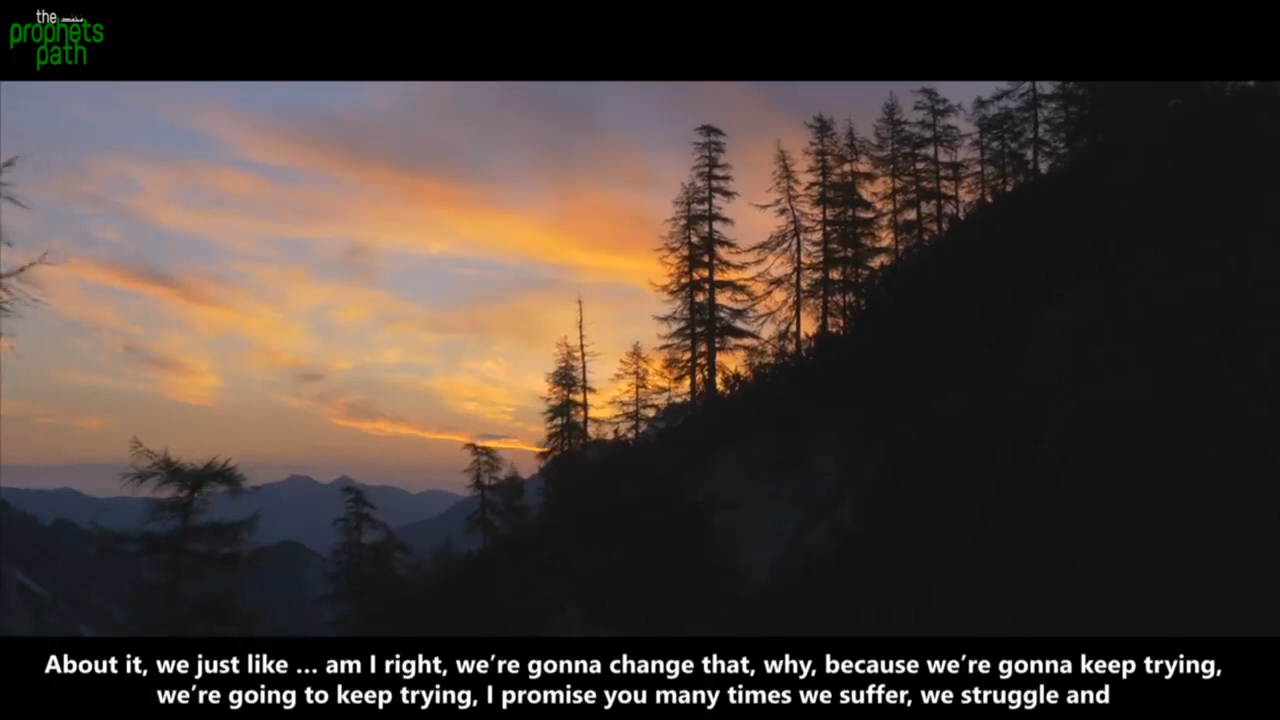 the
prophets
path
About it, we just like ... am I right, we're gonna change that, why, because we're gonna keep trying,
we're going to keep trying, I promise you many times we suffer, we struggle and